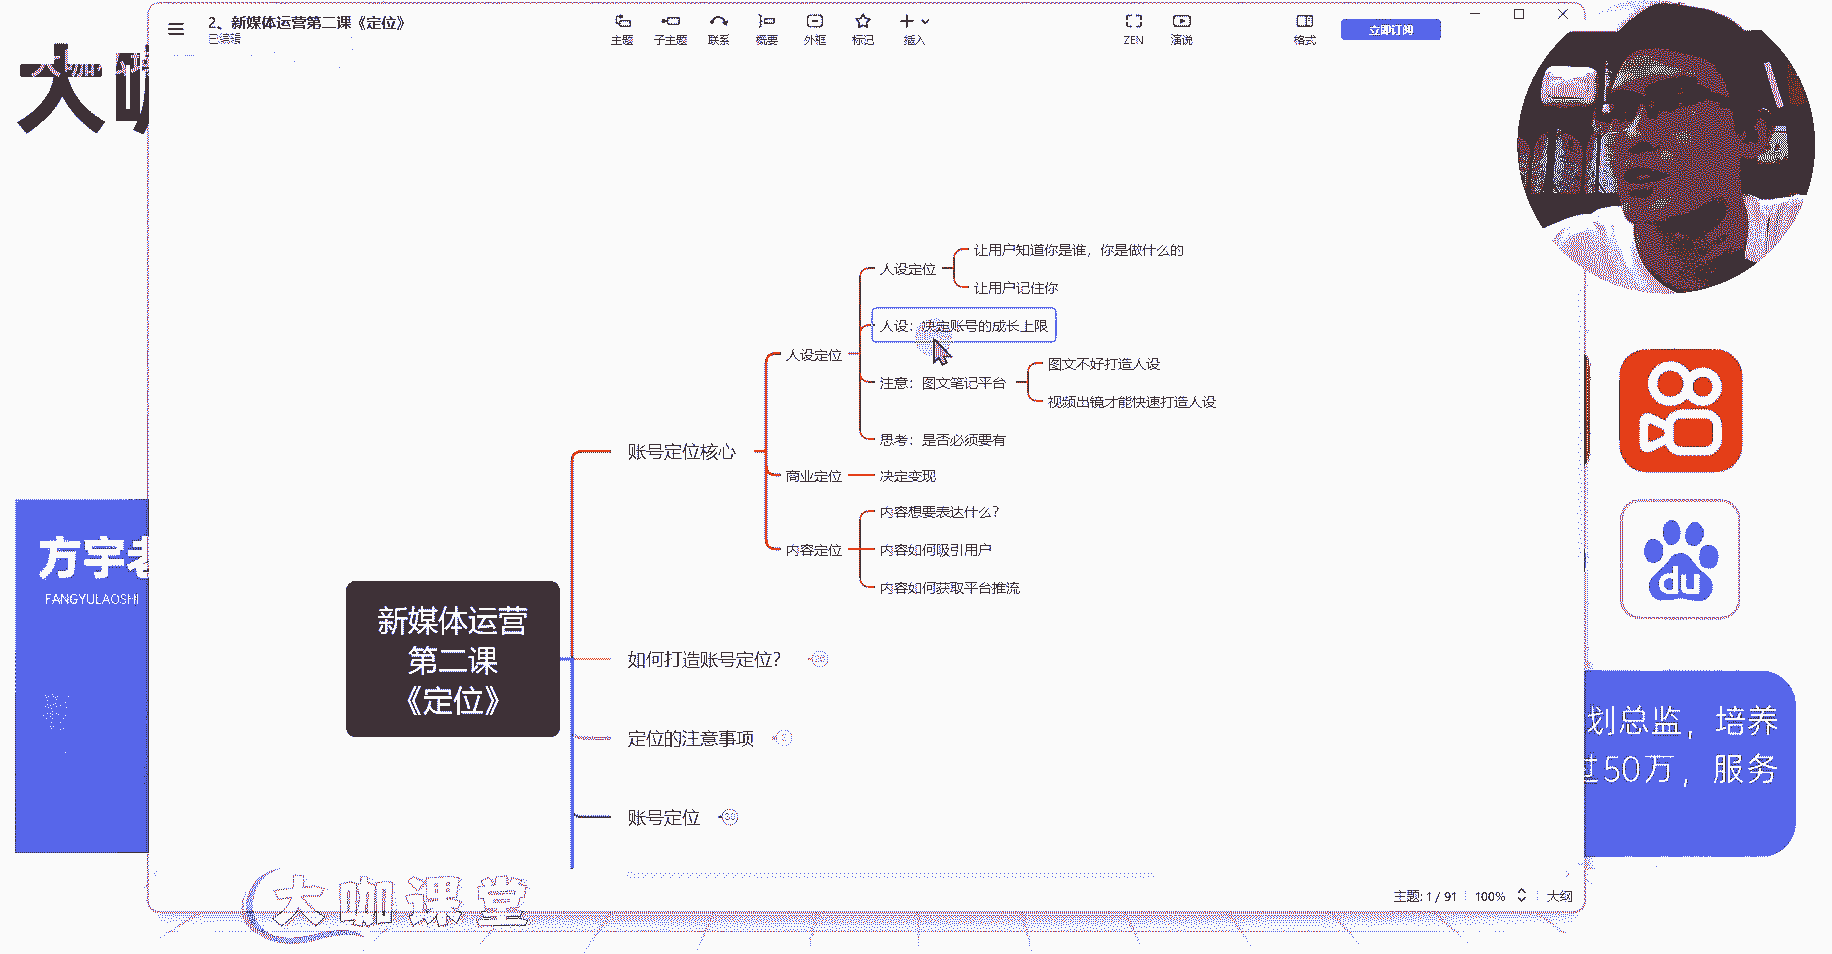 2、新媒体运营第二课《定位》
已编辑
主题
子主题
联系
概要
外框
标记
插入
ZEN
演说
格式
立即订阅
大咖
让用户知道你是谁，你是做什么的
人设定位
让用户记住你
人设：决定账号的成长上限
人设定位
图文不好打造人设
注意：图文笔记平台
视频出镜才能快速打造人设
思考：是否必须要有
账号定位核心
商业定位
决定变现
内容想要表达什么？
内容定位
内容如何吸引用户
内容如何获取平台推流
方宇老
FANGYULAOSHI
du
新媒体运营
第二课
《定位》
如何打造账号定位？
定位的注意事项
账号定位
划总监，培养
过50万，服务
大咖课堂
主题: 1 / 91
100%
大纲